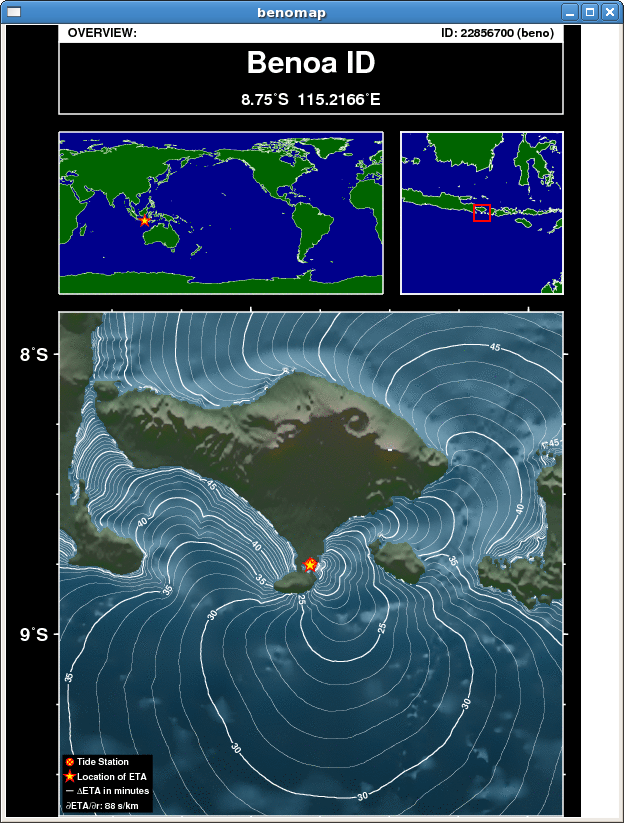 benomap
OVERVIEW: ID: 22856700 (beno)
Benoa ID
8.75°S 115.2166°E
8°S
45
45
45
40
40
40
35
35
35
25
9°S
30
25
35
30
30
30
Tide Station
Location of ETA
ΔETA in minutes
∂ETA/∂r: 88 s/km